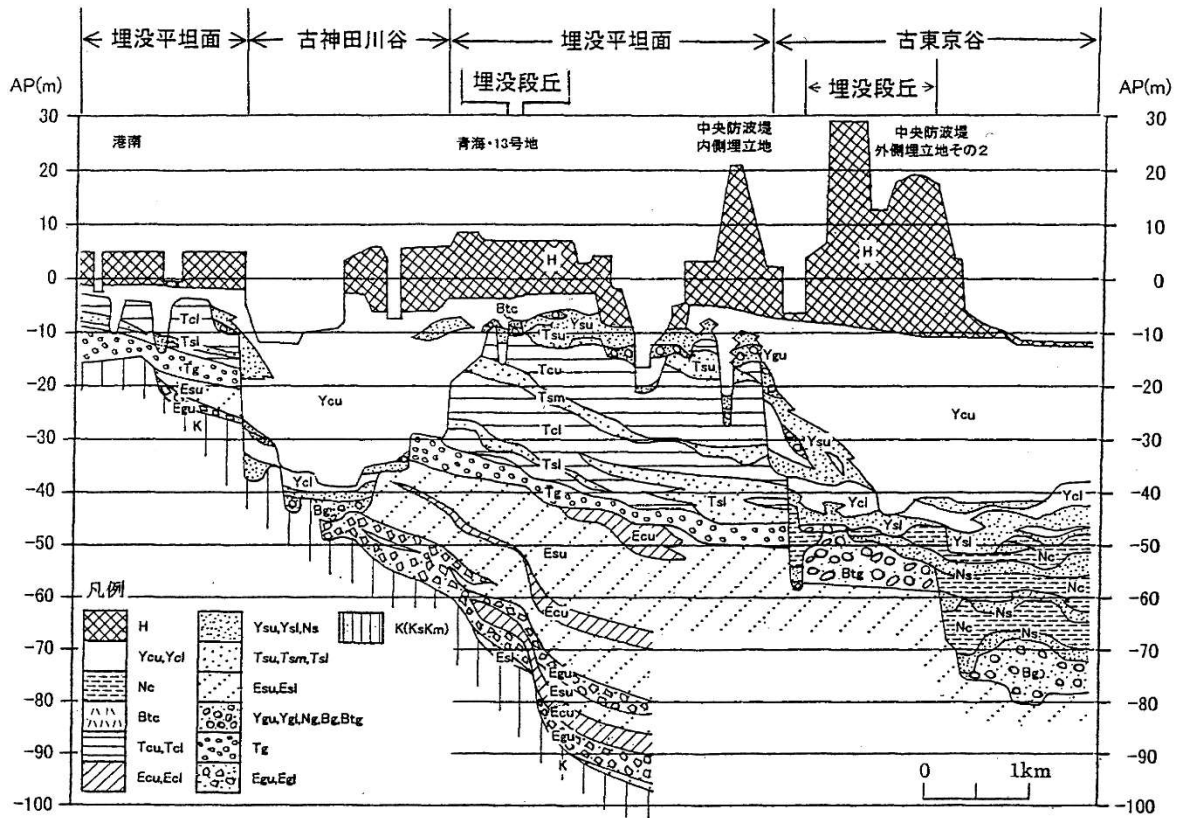 埋没平坦面 古神田川谷 埋没平坦面 古東京谷
埋没段丘 埋没段丘
AP(m) AP(m)
30 30
20 20
10 10
0 0
-10 -10
-20 -20
-30 -30
-40 -40
-50 -50
-60 -60
-70 -70
-80 -80
-90 -90
-100 -100
港南
青海・13号地
中央防波堤
内側埋立地
中央防波堤
外側埋立地その2
H
H
Btc
Tcl
Tsl
Tg
Esu
Egu
K
Ycu
Ycl
Bg
Ysu
Tsu
Tcu
Tsm
Tcl
Tsl
Tg
Tsl
Ecu
Esu
Ecu
Esl
Egu
Esu
Ecu
Egu
K
Tsu
Ygu
Ycu
Ysu
Ycl
Ycl
Ysl
Ysl
Nc
Ns
Nc
Ns
Nc
Ns
Btg
Bg
凡例
H
Ycu,Ycl
Nc
Btc
Tcu,Tcl
Ecu,Ecl
Ysu,Ysl,Ns
Tsu,Tsm,Tsl
Esu,Esl
Ygu,Ygl,Ng,Bg,Btg
Tg
Egu,Egl
K(KsKm)
0 1km